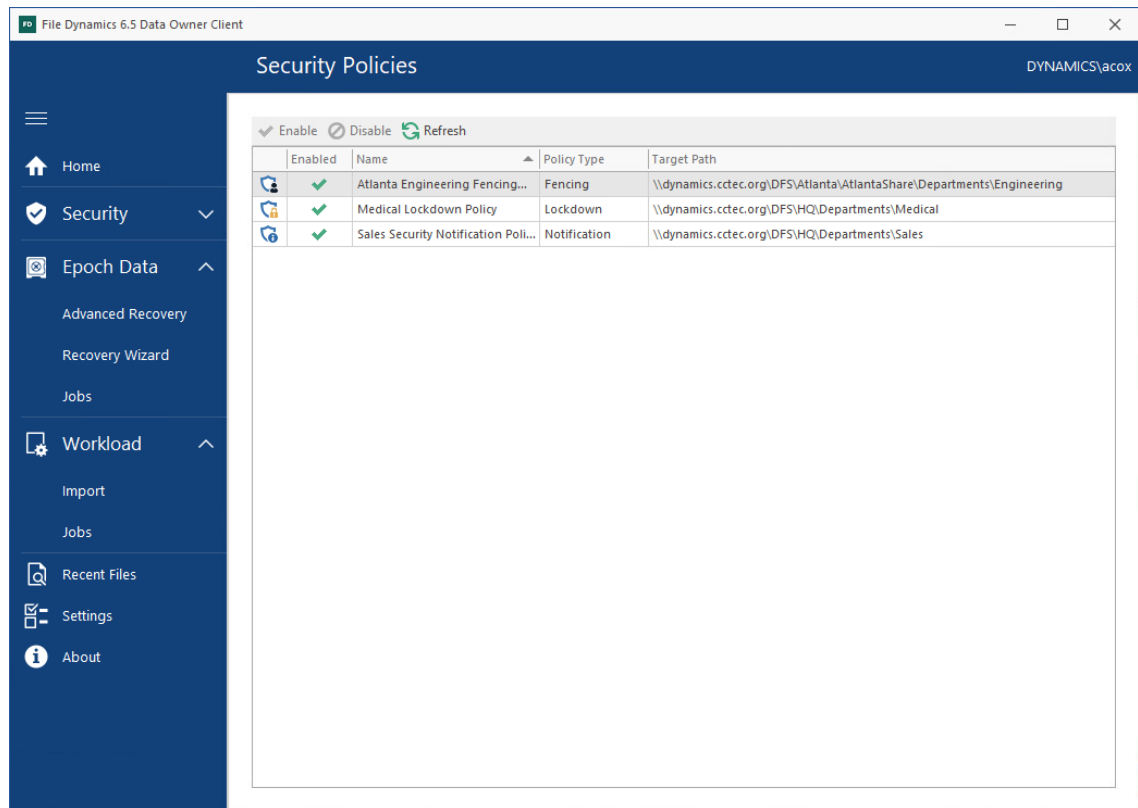 FD File Dynamics 6.5 Data Owner Client
Security Policies
DYNAMICS\acox
Home
Security
Epoch Data
Advanced Recovery
Recovery Wizard
Jobs
Workload
Import
Jobs
Recent Files
Settings
About
Enable Disable Refresh
Enabled Name Policy Type Target Path
Atlanta Engineering Fencing... Fencing \\dynamics.cctec.org\DFS\Atlanta\AtlantaShare\Departments\Engineering
Medical Lockdown Policy Lockdown \\dynamics.cctec.org\DFS\HQ\Departments\Medical
Sales Security Notification Poli... Notification \\dynamics.cctec.org\DFS\HQ\Departments\Sales